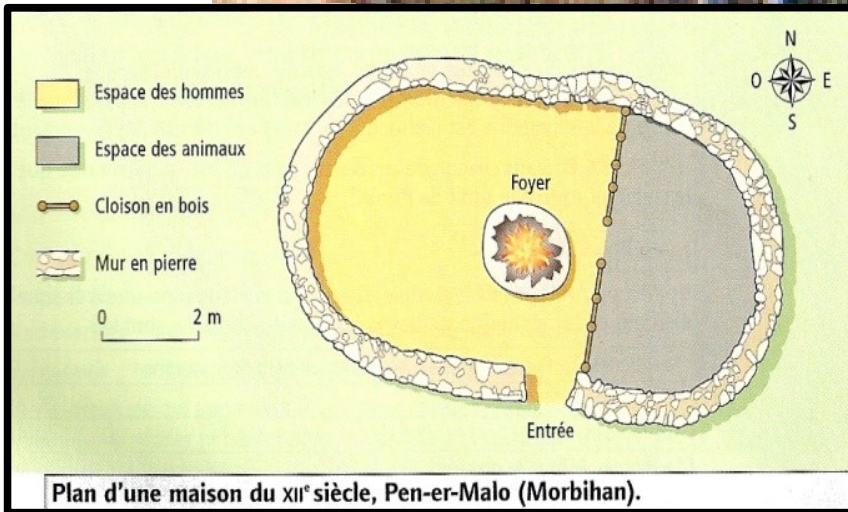 Espace des hommes
Espace des animaux
Cloison en bois
Mur en pierre
0 2 m
Foyer
Entrée
N
O E
S
Plan d'une maison du XIIe siècle, Pen-er-Malo (Morbihan).